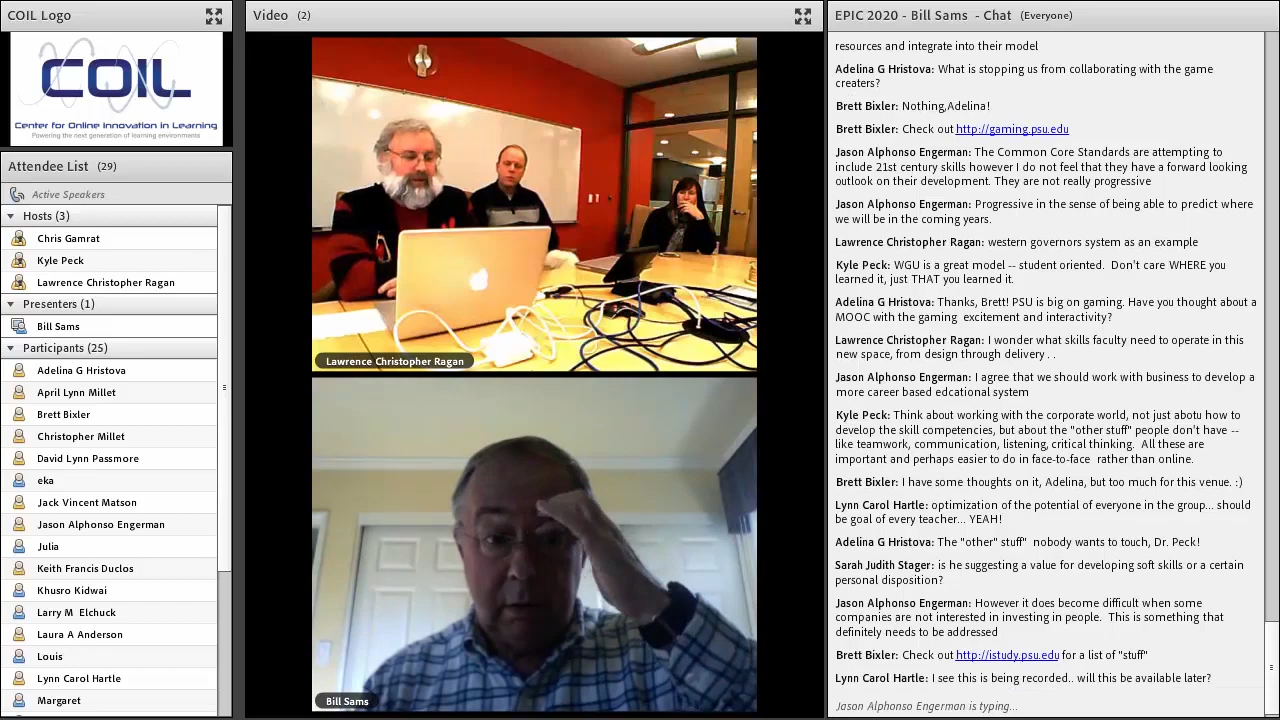 COIL Logo
COIL
Center for Online Innovation in Learning
Powering the next generation of learning environments
Attendee List (29)
Active Speakers
Hosts (3)
Chris Gamrat
Kyle Peck
Lawrence Christopher Ragan
Presenters (1)
Bill Sams
Participants (25)
Adelina G Hristova
April Lynn Millet
Brett Bixler
Christopher Millet
David Lynn Passmore
eka
Jack Vincent Matson
Jason Alphonso Engerman
Julia
Keith Francis Duclos
Khusro Kidwai
Larry M Elchuck
Laura A Anderson
Louis
Lynn Carol Hartle
Margaret
Video (2)
Lawrence Christopher Ragan
Bill Sams
EPIC 2020 - Bill Sams - Chat (Everyone)
resources and integrate into their model
Adelina G Hristova: What is stopping us from collaborating with the game
creaters?
Brett Bixler: Nothing,Adelina!
Brett Bixler: Check out http://gaming.psu.edu
Jason Alphonso Engerman: The Common Core Standards are attempting to
include 21st century skills however I do not feel that they have a forward looking
outlook on their development. They are not really progressive
Jason Alphonso Engerman: Progressive in the sense of being able to predict where
we will be in the coming years.
Lawrence Christopher Ragan: western governors system as an example
Kyle Peck: WGU is a great model -- student oriented. Don't care WHERE you
learned it, just THAT you learned it.
Adelina G Hristova: Thanks, Brett! PSU is big on gaming. Have you thought about a
MOOC with the gaming excitement and interactivity?
Lawrence Christopher Ragan: I wonder what skills faculty need to operate in this
new ecosystem design through delivery . .
Jason Alphonso Engerman: I agree that we should work with business to develop a
more career based edcational system
Kyle Peck: Think about working with the corporate world, not just abotu how to
develop the skill competencies, but about the "other stuff" people don't have --
like teamwork, communication, listening, critical thinking. All these are
important and perhaps easier to do in face-to-face rather than online.
Brett Bixler: I have some thoughts on it, Adelina, but too much for this venue. :)
Lynn Carol Hartle: optimization of the potential of everyone in the group... should
be goal of every teacher... YEAH!
Adelina G Hristova: The "other" stuff" nobody wants to touch, Dr. Peck!
Sarah Judith Stager: is he suggesting a value for developing soft skills or a certain
personal disposition?
Jason Alphonso Engerman: However it does become difficult when some
companies are not interested in investing in people. This is something that
definitely needs to be addressed
Brett Bixler: Check out http://istudy.psu.edu for a list of "stuff"
Lynn Carol Hartle: I see this is being recorded.. will this be available later?
Jason Alphonso Engerman is typing...